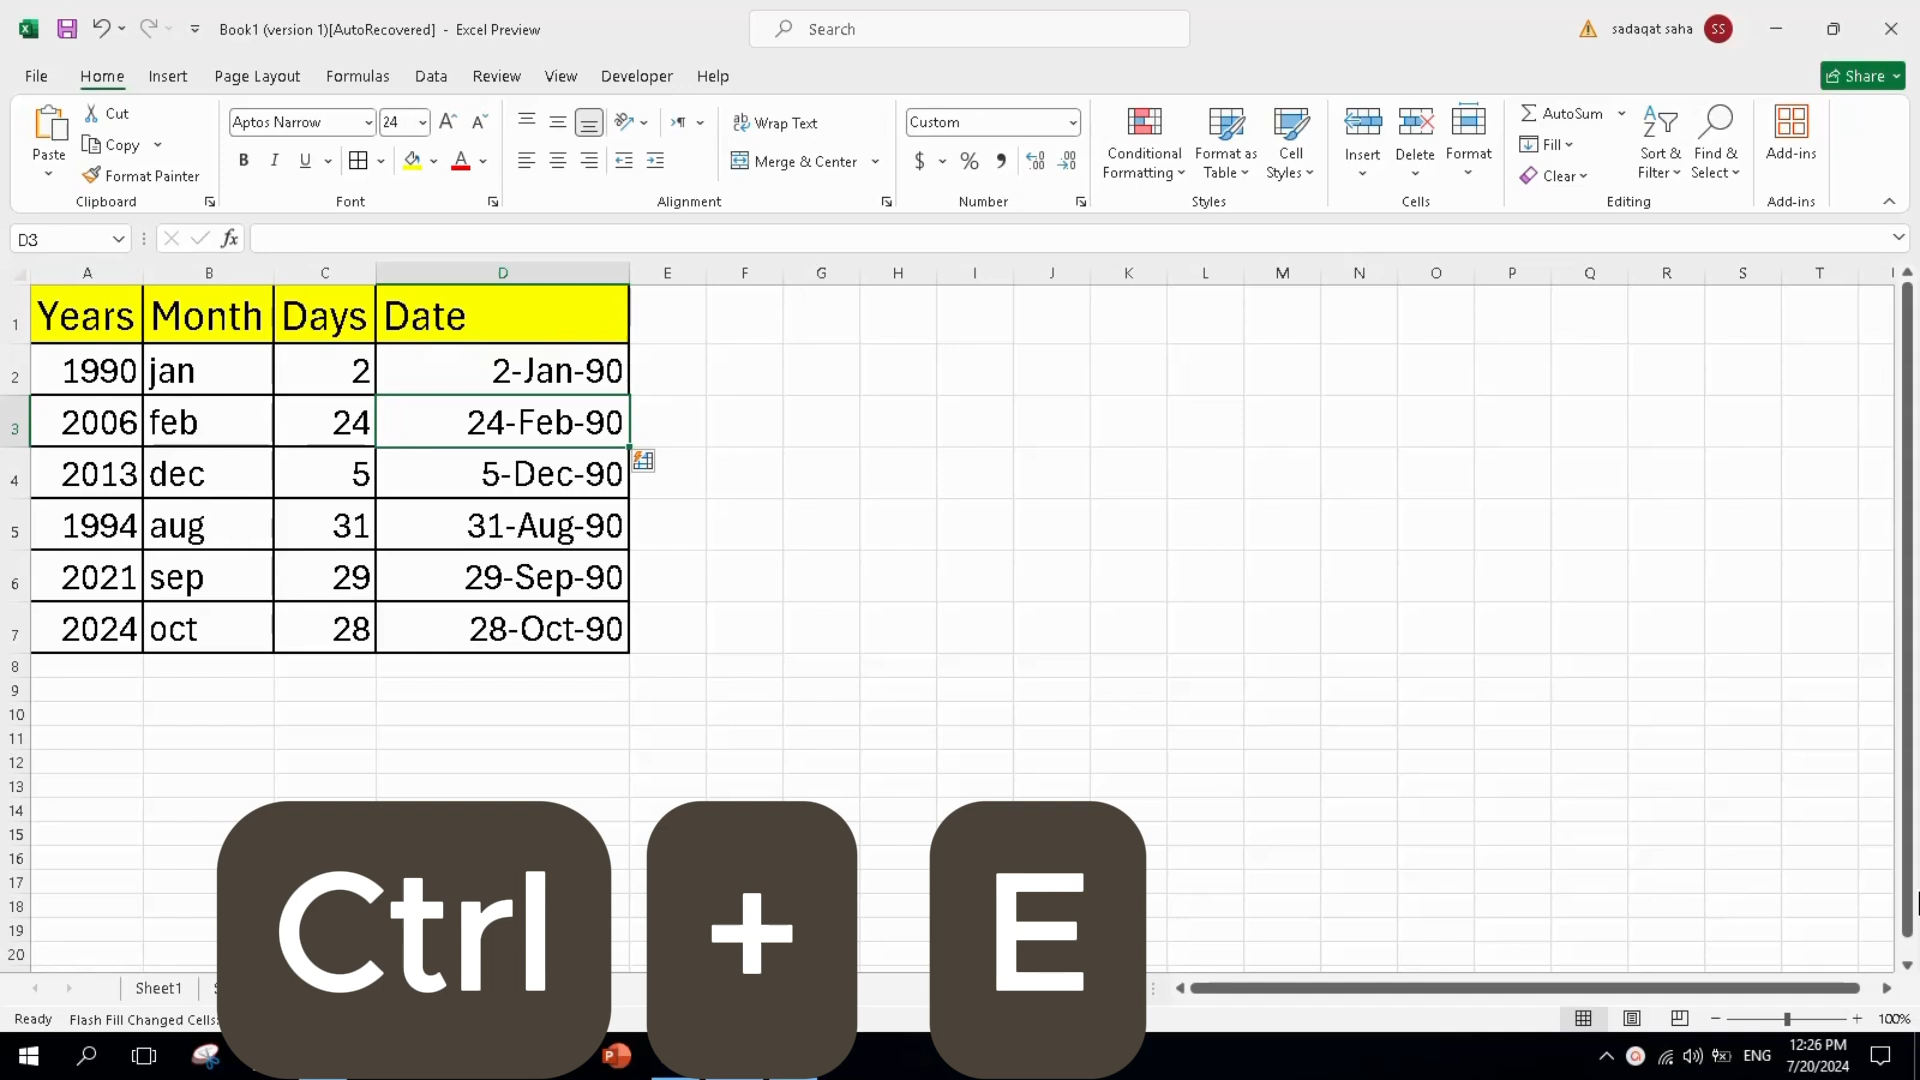 Book1 (version 1)[AutoRecovered] - Excel Preview
Search
sadaqat saha
SS
File Home Insert Page Layout Formulas Data Review View Developer Help
Share
Paste
Cut
Copy
Format Painter
Clipboard
Aptos Narrow
24
B I U
Font
Wrap Text
Merge & Center
Alignment
Custom
$ % ,
Number
Conditional Formatting
Format as Table
Cell Styles
Styles
Insert
Delete
Format
Cells
AutoSum
Fill
Clear
Sort & Filter
Find & Select
Editing
Add-ins
Add-ins
D3
fx
A B C D E F G H I J K L M N O P Q R S T
1 Years Month Days Date
2 1990 jan 2 2-Jan-90
3 2006 feb 24 24-Feb-90
4 2013 dec 5 5-Dec-90
5 1994 aug 31 31-Aug-90
6 2021 sep 29 29-Sep-90
7 2024 oct 28 28-Oct-90
8
9
10
11
12
13
14
15
16
17
18
19
20
Ctrl + E
Sheet1
Ready
Flash Fill Changed Cells:
100%
ENG
12:26 PM
7/20/2024